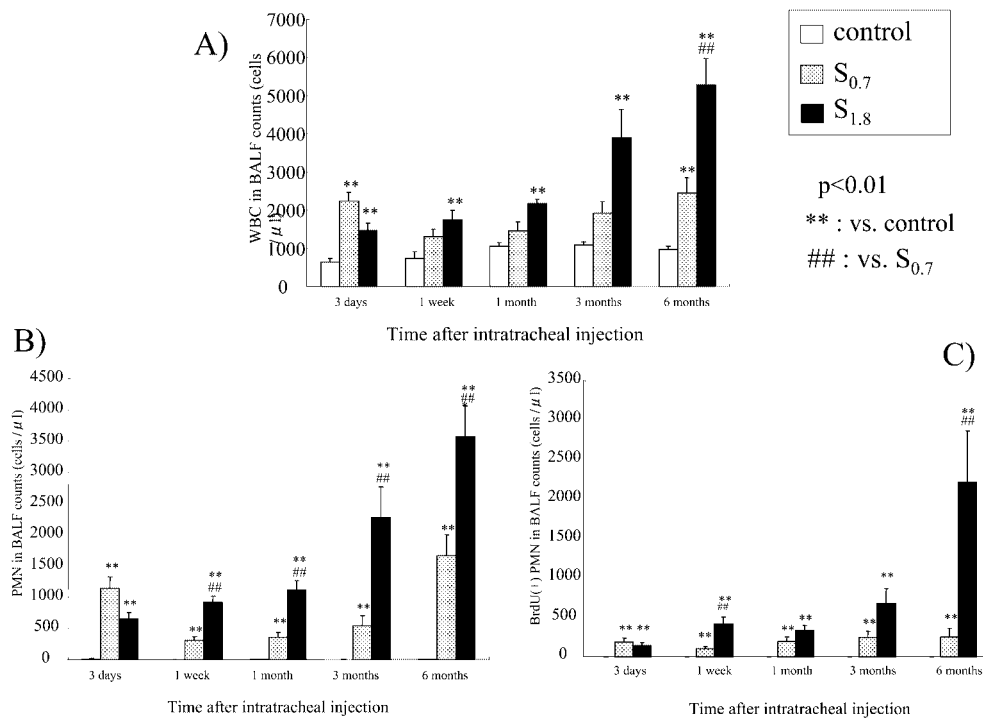 A)
WBC in BALF counts (cells
/μl)
7000
6000
5000
4000
3000
2000
1000
0
**
**
**
**
**
**
**
##
3 days
1 week
1 month
3 months
6 months
Time after intratracheal injection
control
S0.7
S1.8
p<0.01
** : vs. control
## : vs. S0.7
B)
PMN in BALF counts (cells /μl)
4500
4000
3500
3000
2500
2000
1500
1000
500
0
**
**
**
**
##
**
**
##
**
**
##
**
**
##
3 days
1 week
1 month
3 months
6 months
Time after intratracheal injection
C)
BrdU(+) PMN in BALF counts (cells /μl)
3500
3000
2500
2000
1500
1000
500
0
**
**
**
**
##
**
**
**
**
**
**
##
3 days
1 week
1 month
3 months
6 months
Time after intratracheal injection